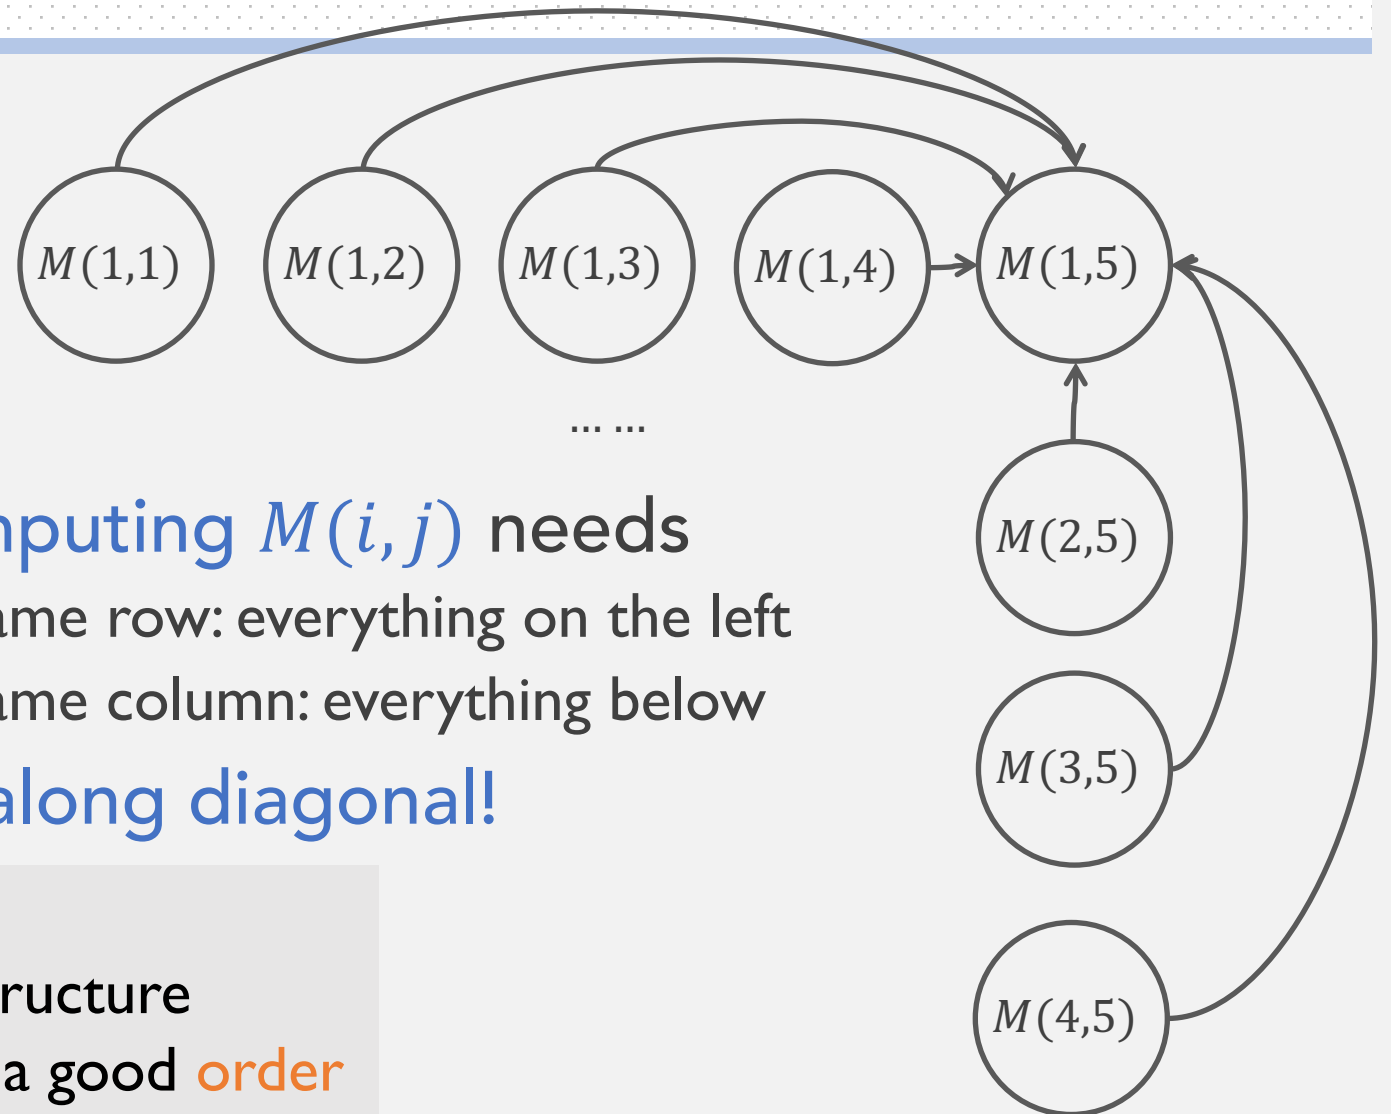 M(1,1) M(1,2) M(1,3) M(1,4) M(1,5)
... ...
nputing M(i, j) needs
M(2,5)
ame row: everything on the left
ame column: everything below
M(3,5)
along diagonal!
ructure
M(4,5)
a good order